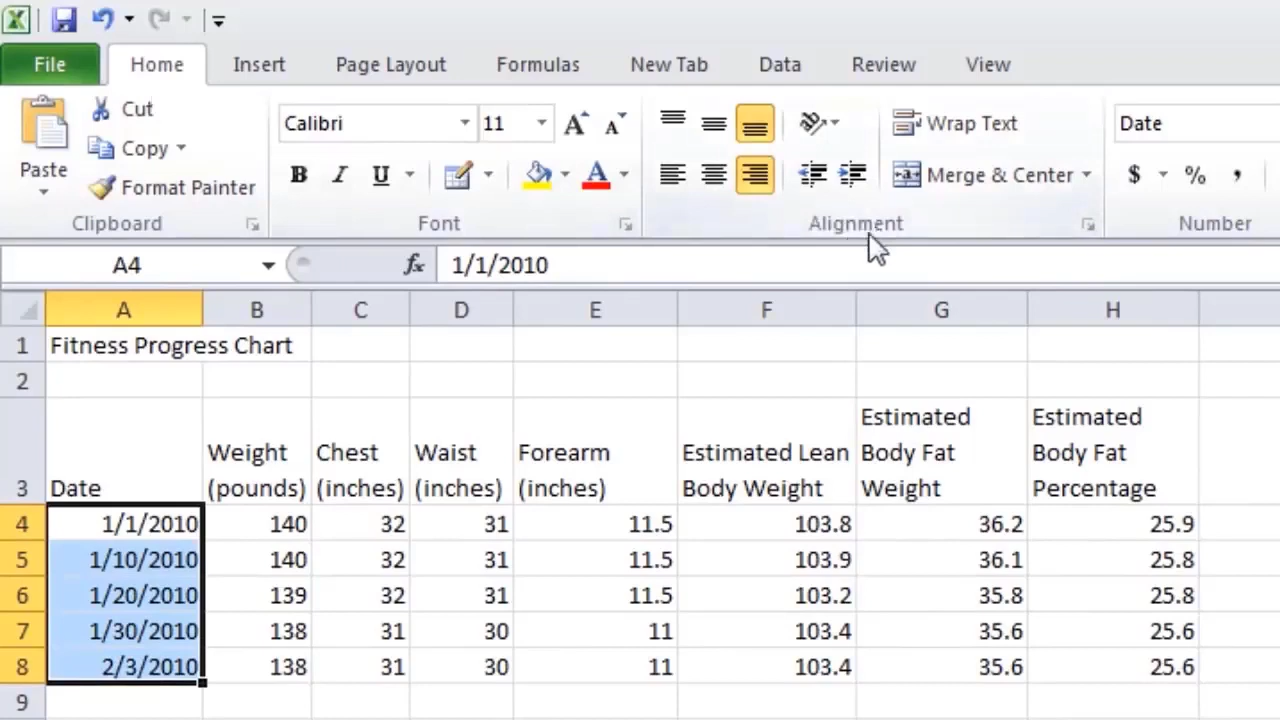 File Home Insert Page Layout Formulas New Tab Data Review View
Cut
Copy
Format Painter
Paste
Clipboard
Calibri 11 A A
B I U A
Font
Wrap Text
Merge & Center
Alignment
Date
$ % ,
Number
A4 fx 1/1/2010
A B C D E F G H
1 Fitness Progress Chart
2
3 Date Weight (pounds) Chest (inches) Waist (inches) Forearm (inches) Estimated Lean Body Weight Estimated Body Fat Weight Estimated Body Fat Percentage
4 1/1/2010 140 32 31 11.5 103.8 36.2 25.9
5 1/10/2010 140 32 31 11.5 103.9 36.1 25.8
6 1/20/2010 139 32 31 11.5 103.2 35.8 25.8
7 1/30/2010 138 31 30 11 103.4 35.6 25.6
8 2/3/2010 138 31 30 11 103.4 35.6 25.6
9